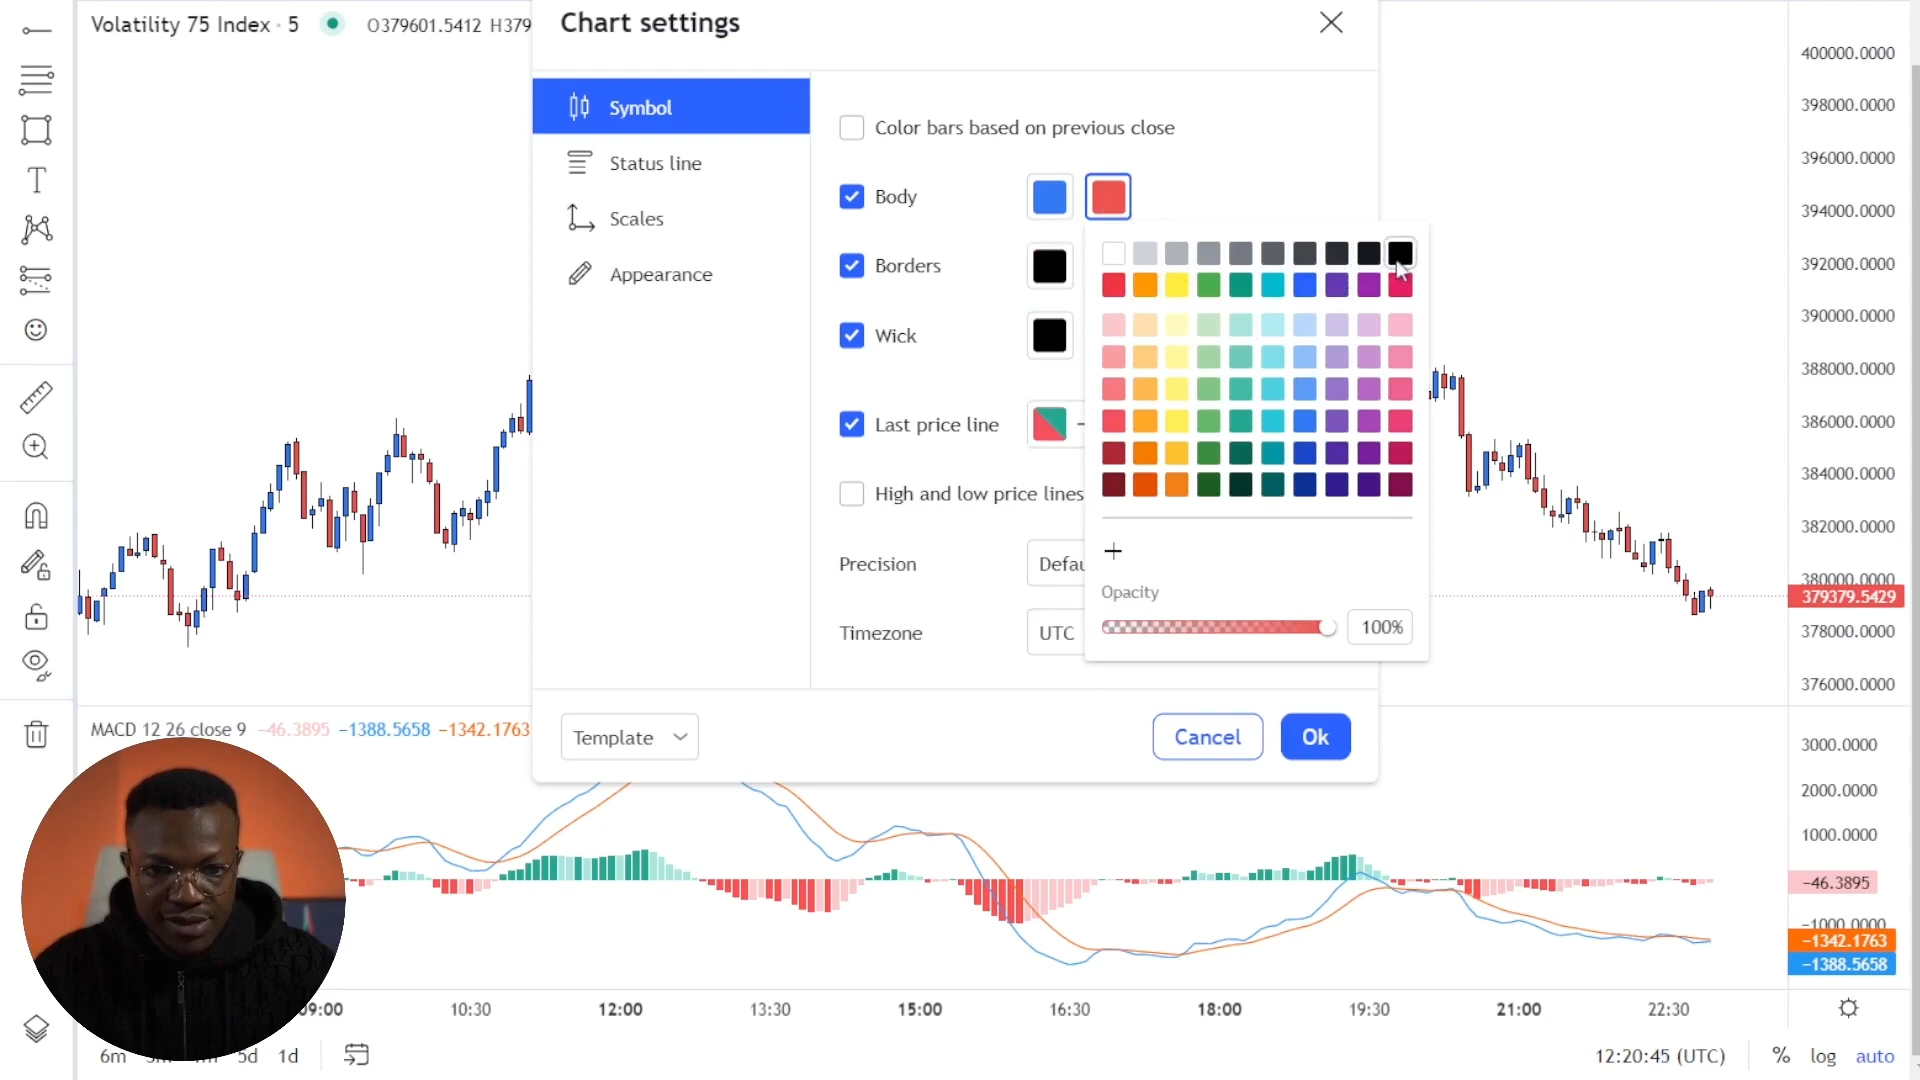 Volatility 75 Index · 5 O379601.5412 H379
Chart settings
Symbol
Status line
Scales
Appearance
Color bars based on previous close
Body
Borders
Wick
Last price line
High and low price lines
Precision
Defau
Timezone
UTC
Opacity
100%
Template
Cancel
Ok
400000.0000
398000.0000
396000.0000
394000.0000
392000.0000
390000.0000
388000.0000
386000.0000
384000.0000
382000.0000
380000.0000
379379.5429
378000.0000
376000.0000
MACD 12 26 close 9 −46.3895 −1388.5658 −1342.1763
3000.0000
2000.0000
1000.0000
−46.3895
−1000.0000
−1342.1763
−1388.5658
09:00 10:30 12:00 13:30 15:00 16:30 18:00 19:30 21:00 22:30
6m 5d 1d
12:20:45 (UTC) % log auto